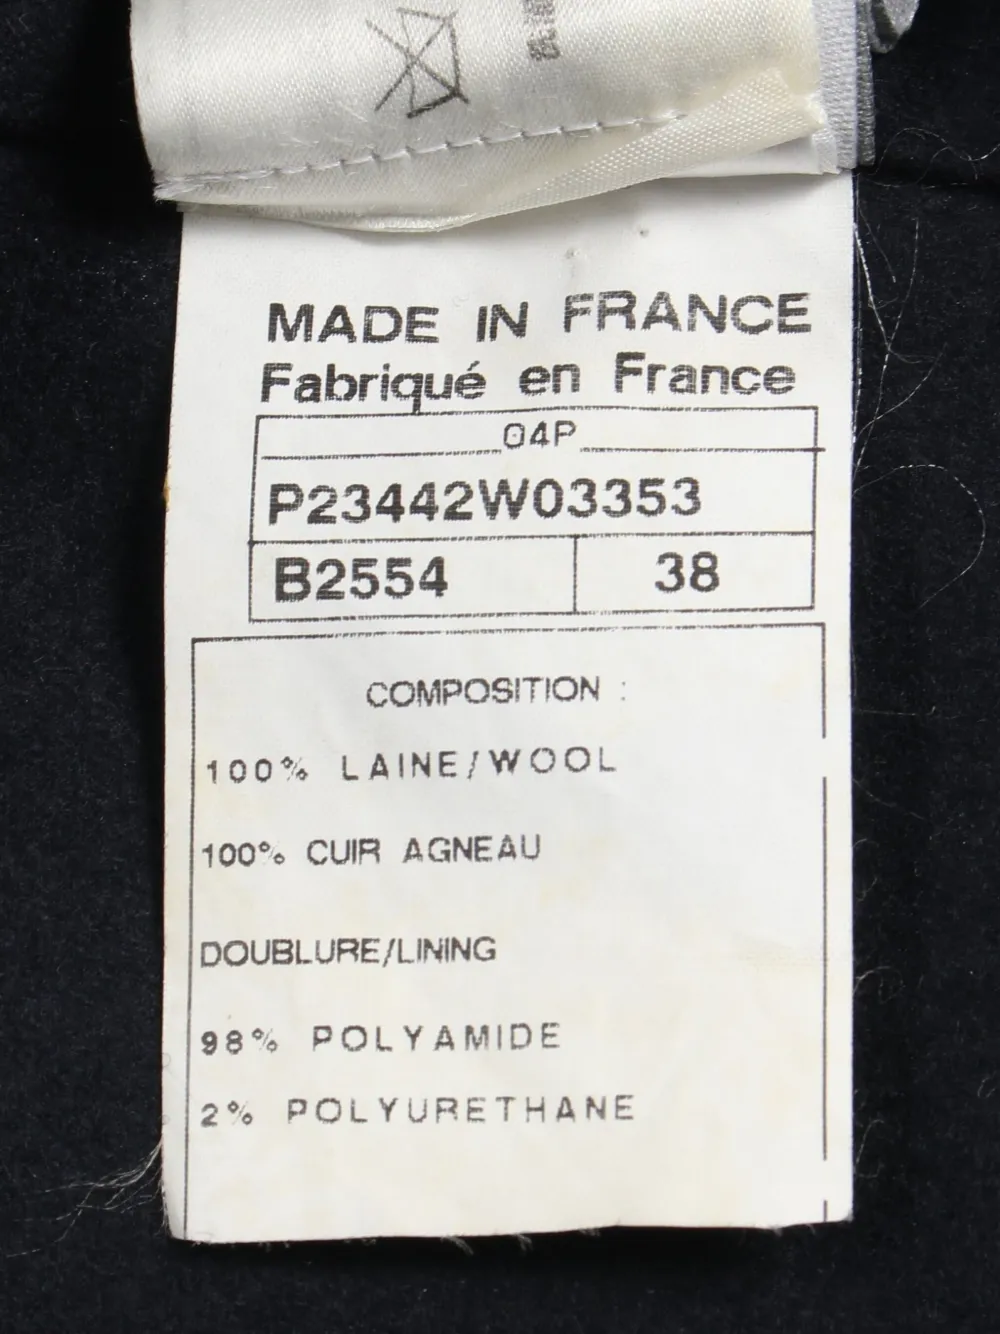 MADE IN FRANCE
Fabriqué en France
04P
P23442W03353
B2554 38
COMPOSITION :
100% LAINE/WOOL
100% CUIR AGNEAU
DOUBLURE/LINING
98% POLYAMIDE
2% POLYURETHANE